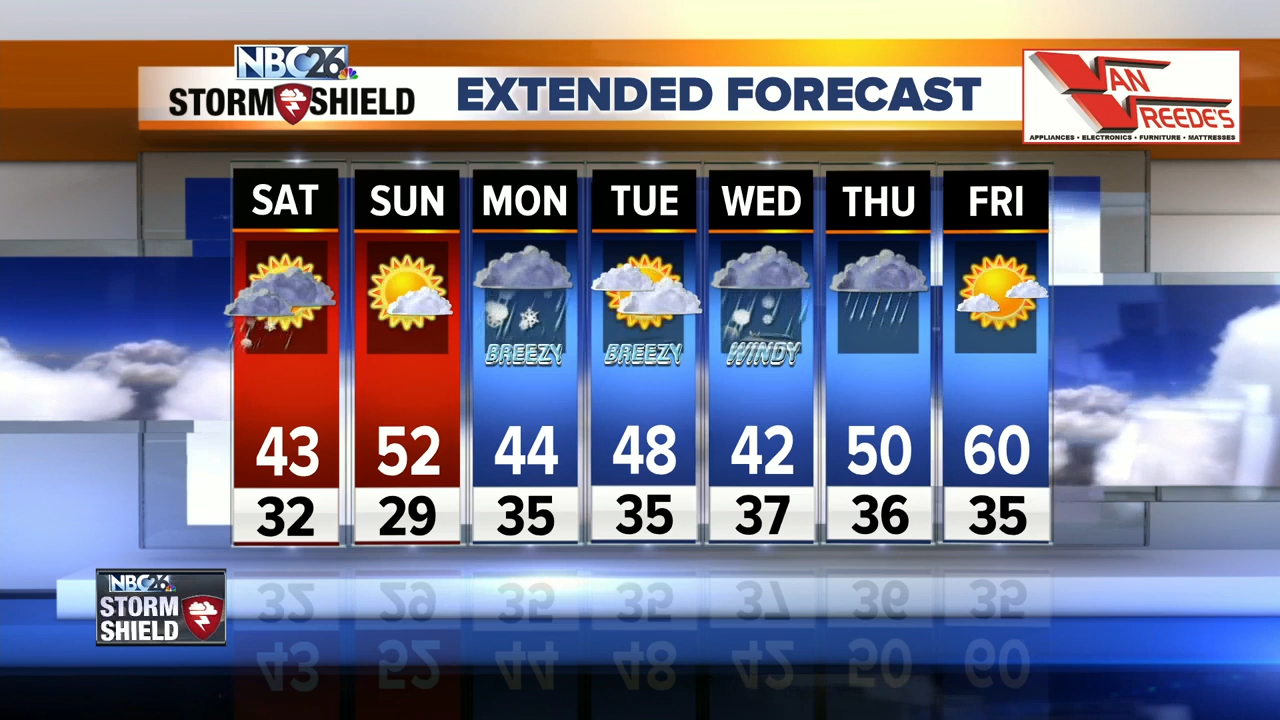 NBC26
STORM SHIELD
EXTENDED FORECAST
VAN VREEDE'S
APPLIANCES • ELECTRONICS • FURNITURE • MATTRESSES
SAT SUN MON TUE WED THU FRI
BREEZY BREEZY WINDY
43 52 44 48 42 50 60
32 29 35 35 37 36 35
NBC26
STORM
SHIELD